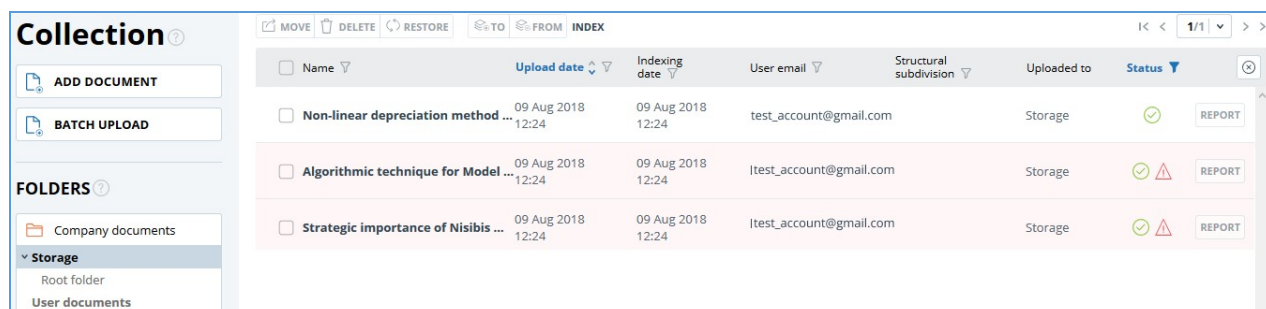 Collection
ADD DOCUMENT
BATCH UPLOAD
FOLDERS
Company documents
Storage
Root folder
User documents
MOVE DELETE RESTORE TO FROM INDEX
1/1
Name Upload date Indexing date User email Structural subdivision Uploaded to Status
Non-linear depreciation method ... 09 Aug 2018 12:24 09 Aug 2018 12:24 test_account@gmail.com Storage REPORT
Algorithmic technique for Model ... 09 Aug 2018 12:24 09 Aug 2018 12:24 ltest_account@gmail.com Storage REPORT
Strategic importance of Nisibis ... 09 Aug 2018 12:24 09 Aug 2018 12:24 ltest_account@gmail.com Storage REPORT